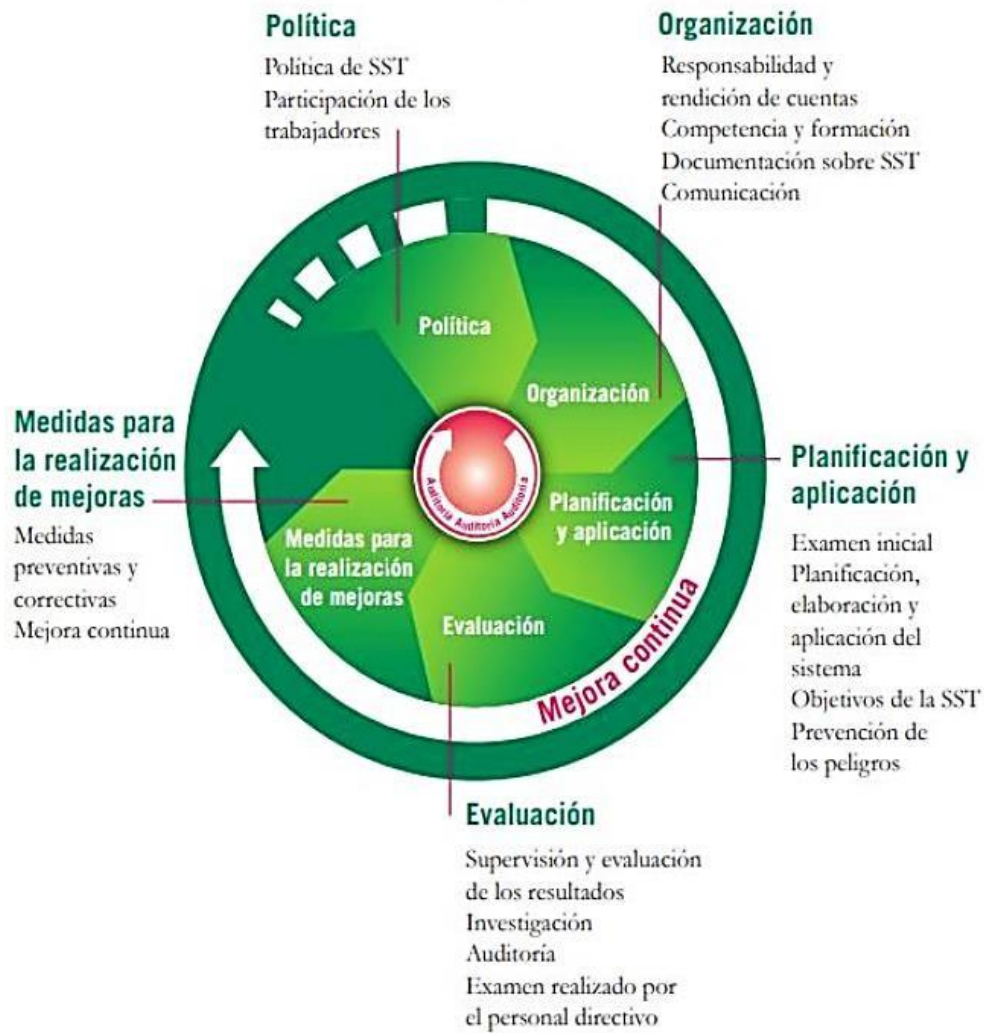 Política
Política de SST
Participación de los
trabajadores
Organización
Responsabilidad y
rendición de cuentas
Competencia y formación
Documentación sobre SST
Comunicación
Política
Organización
Planificación
y aplicación
Evaluación
Medidas para
la realización
de mejoras
Auditoría Auditoría Auditoría
Mejora continua
Medidas para
la realización
de mejoras
Medidas
preventivas y
correctivas
Mejora continua
Planificación y
aplicación
Examen inicial
Planificación,
elaboración y
aplicación del
sistema
Objetivos de la SST
Prevención de
los peligros
Evaluación
Supervisión y evaluación
de los resultados
Investigación
Auditoría
Examen realizado por
el personal directivo